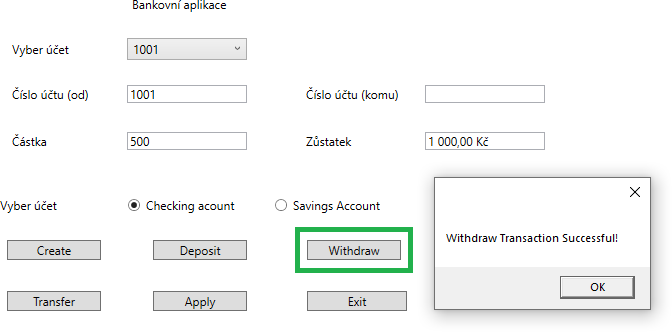 Bankovní aplikace
Vyber účet 1001
Číslo účtu (od) 1001 Číslo účtu (komu)
Částka 500 Zůstatek 1 000,00 Kč
Vyber účet Checking acount Savings Account
Withdraw Transaction Successful!
Create Deposit Withdraw
OK
Transfer Apply Exit